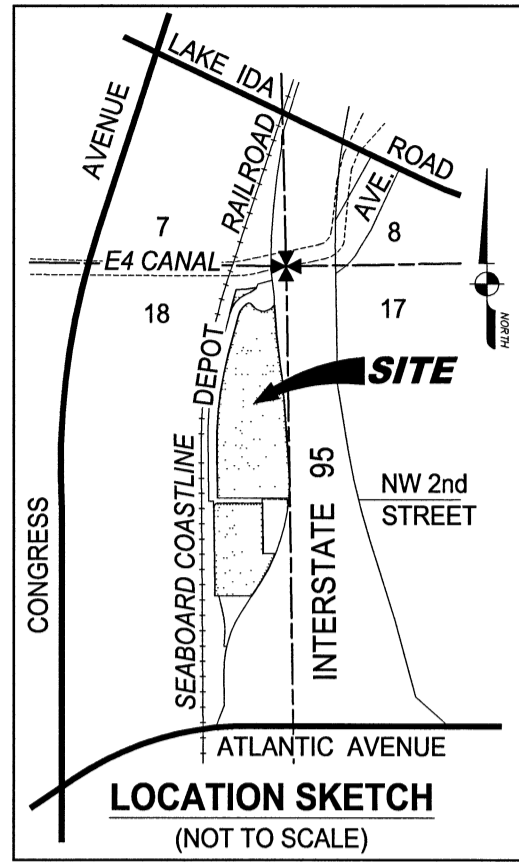 LAKE IDA
ROAD
AVENUE
RAILROAD
AVE.
7
8
E4 CANAL
18
17
NORTH
DEPOT
SITE
INTERSTATE 95
NW 2nd
STREET
CONGRESS
SEABOARD COASTLINE
ATLANTIC AVENUE
LOCATION SKETCH
(NOT TO SCALE)